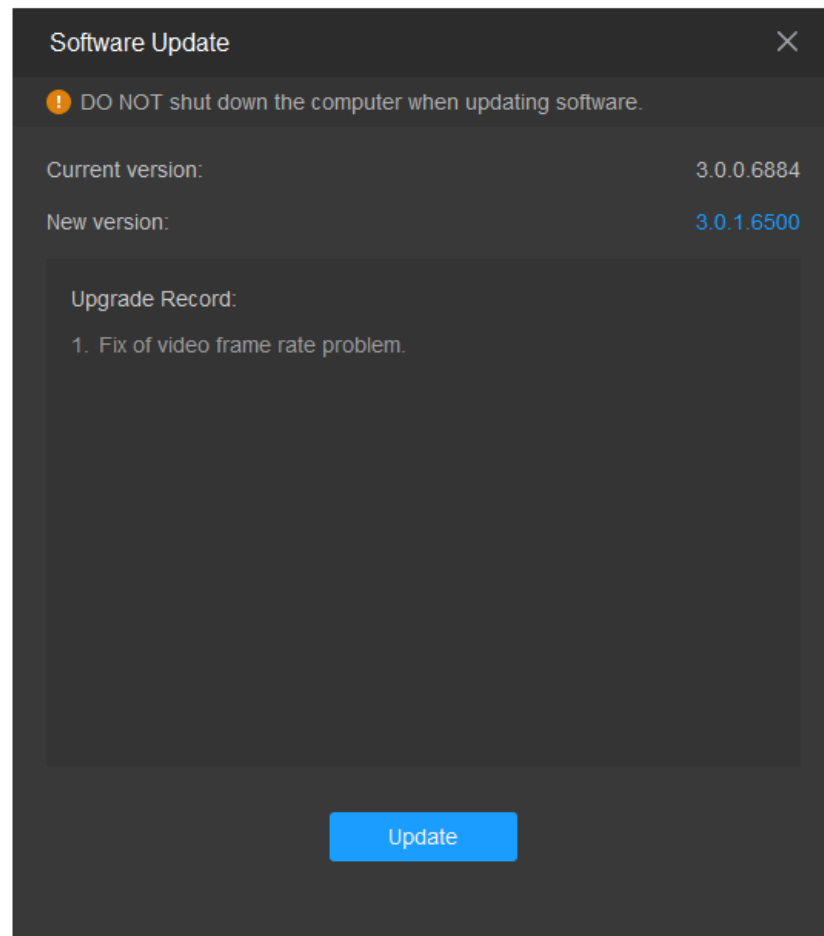 Software Update
DO NOT shut down the computer when updating software.
Current version: 3.0.0.6884
New version: 3.0.1.6500
Upgrade Record:
1. Fix of video frame rate problem.
Update